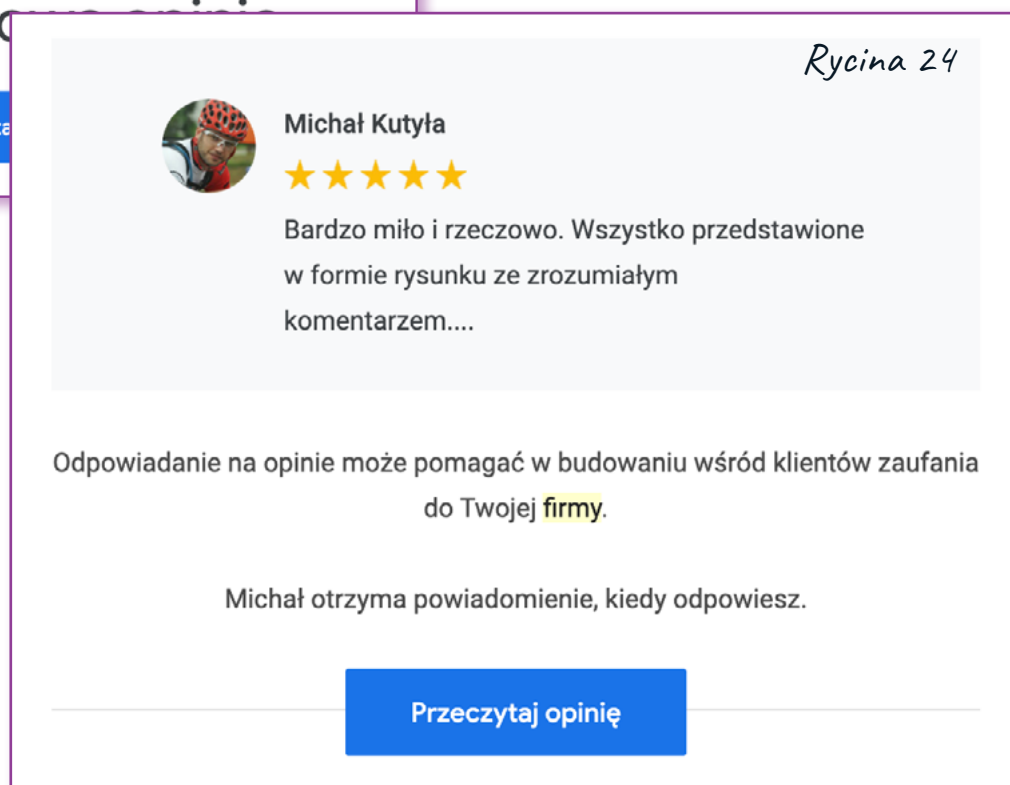 Rycina 24
Michał Kutyła
Bardzo miło i rzeczowo. Wszystko przedstawione
w formie rysunku ze zrozumiałym
komentarzem....
Odpowiadanie na opinie może pomagać w budowaniu wśród klientów zaufania
do Twojej firmy.
Michał otrzyma powiadomienie, kiedy odpowiesz.
Przeczytaj opinię